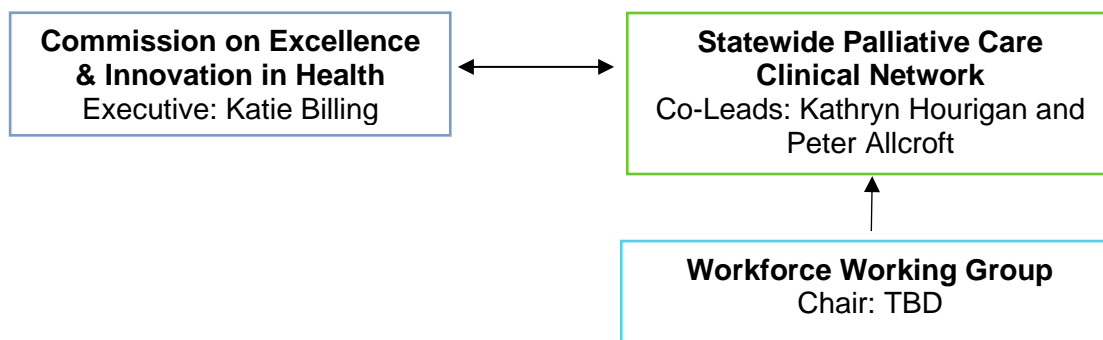 Commission on Excellence
& Innovation in Health
Executive: Katie Billing
Statewide Palliative Care
Clinical Network
Co-Leads: Kathryn Hourigan and
Peter Allcroft
Workforce Working Group
Chair: TBD